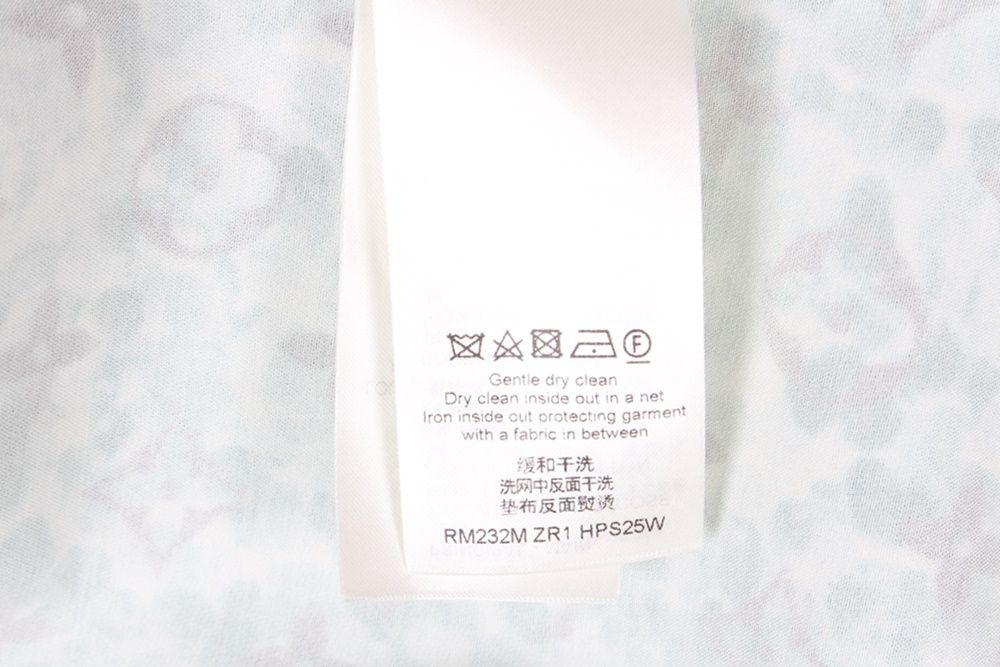 F
Gentle dry clean
Dry clean inside out in a net
Iron inside out protecting garment
with a fabric in between
缓和干洗
洗网中反面干洗
垫布反面熨烫
RM232M ZR1 HPS25W